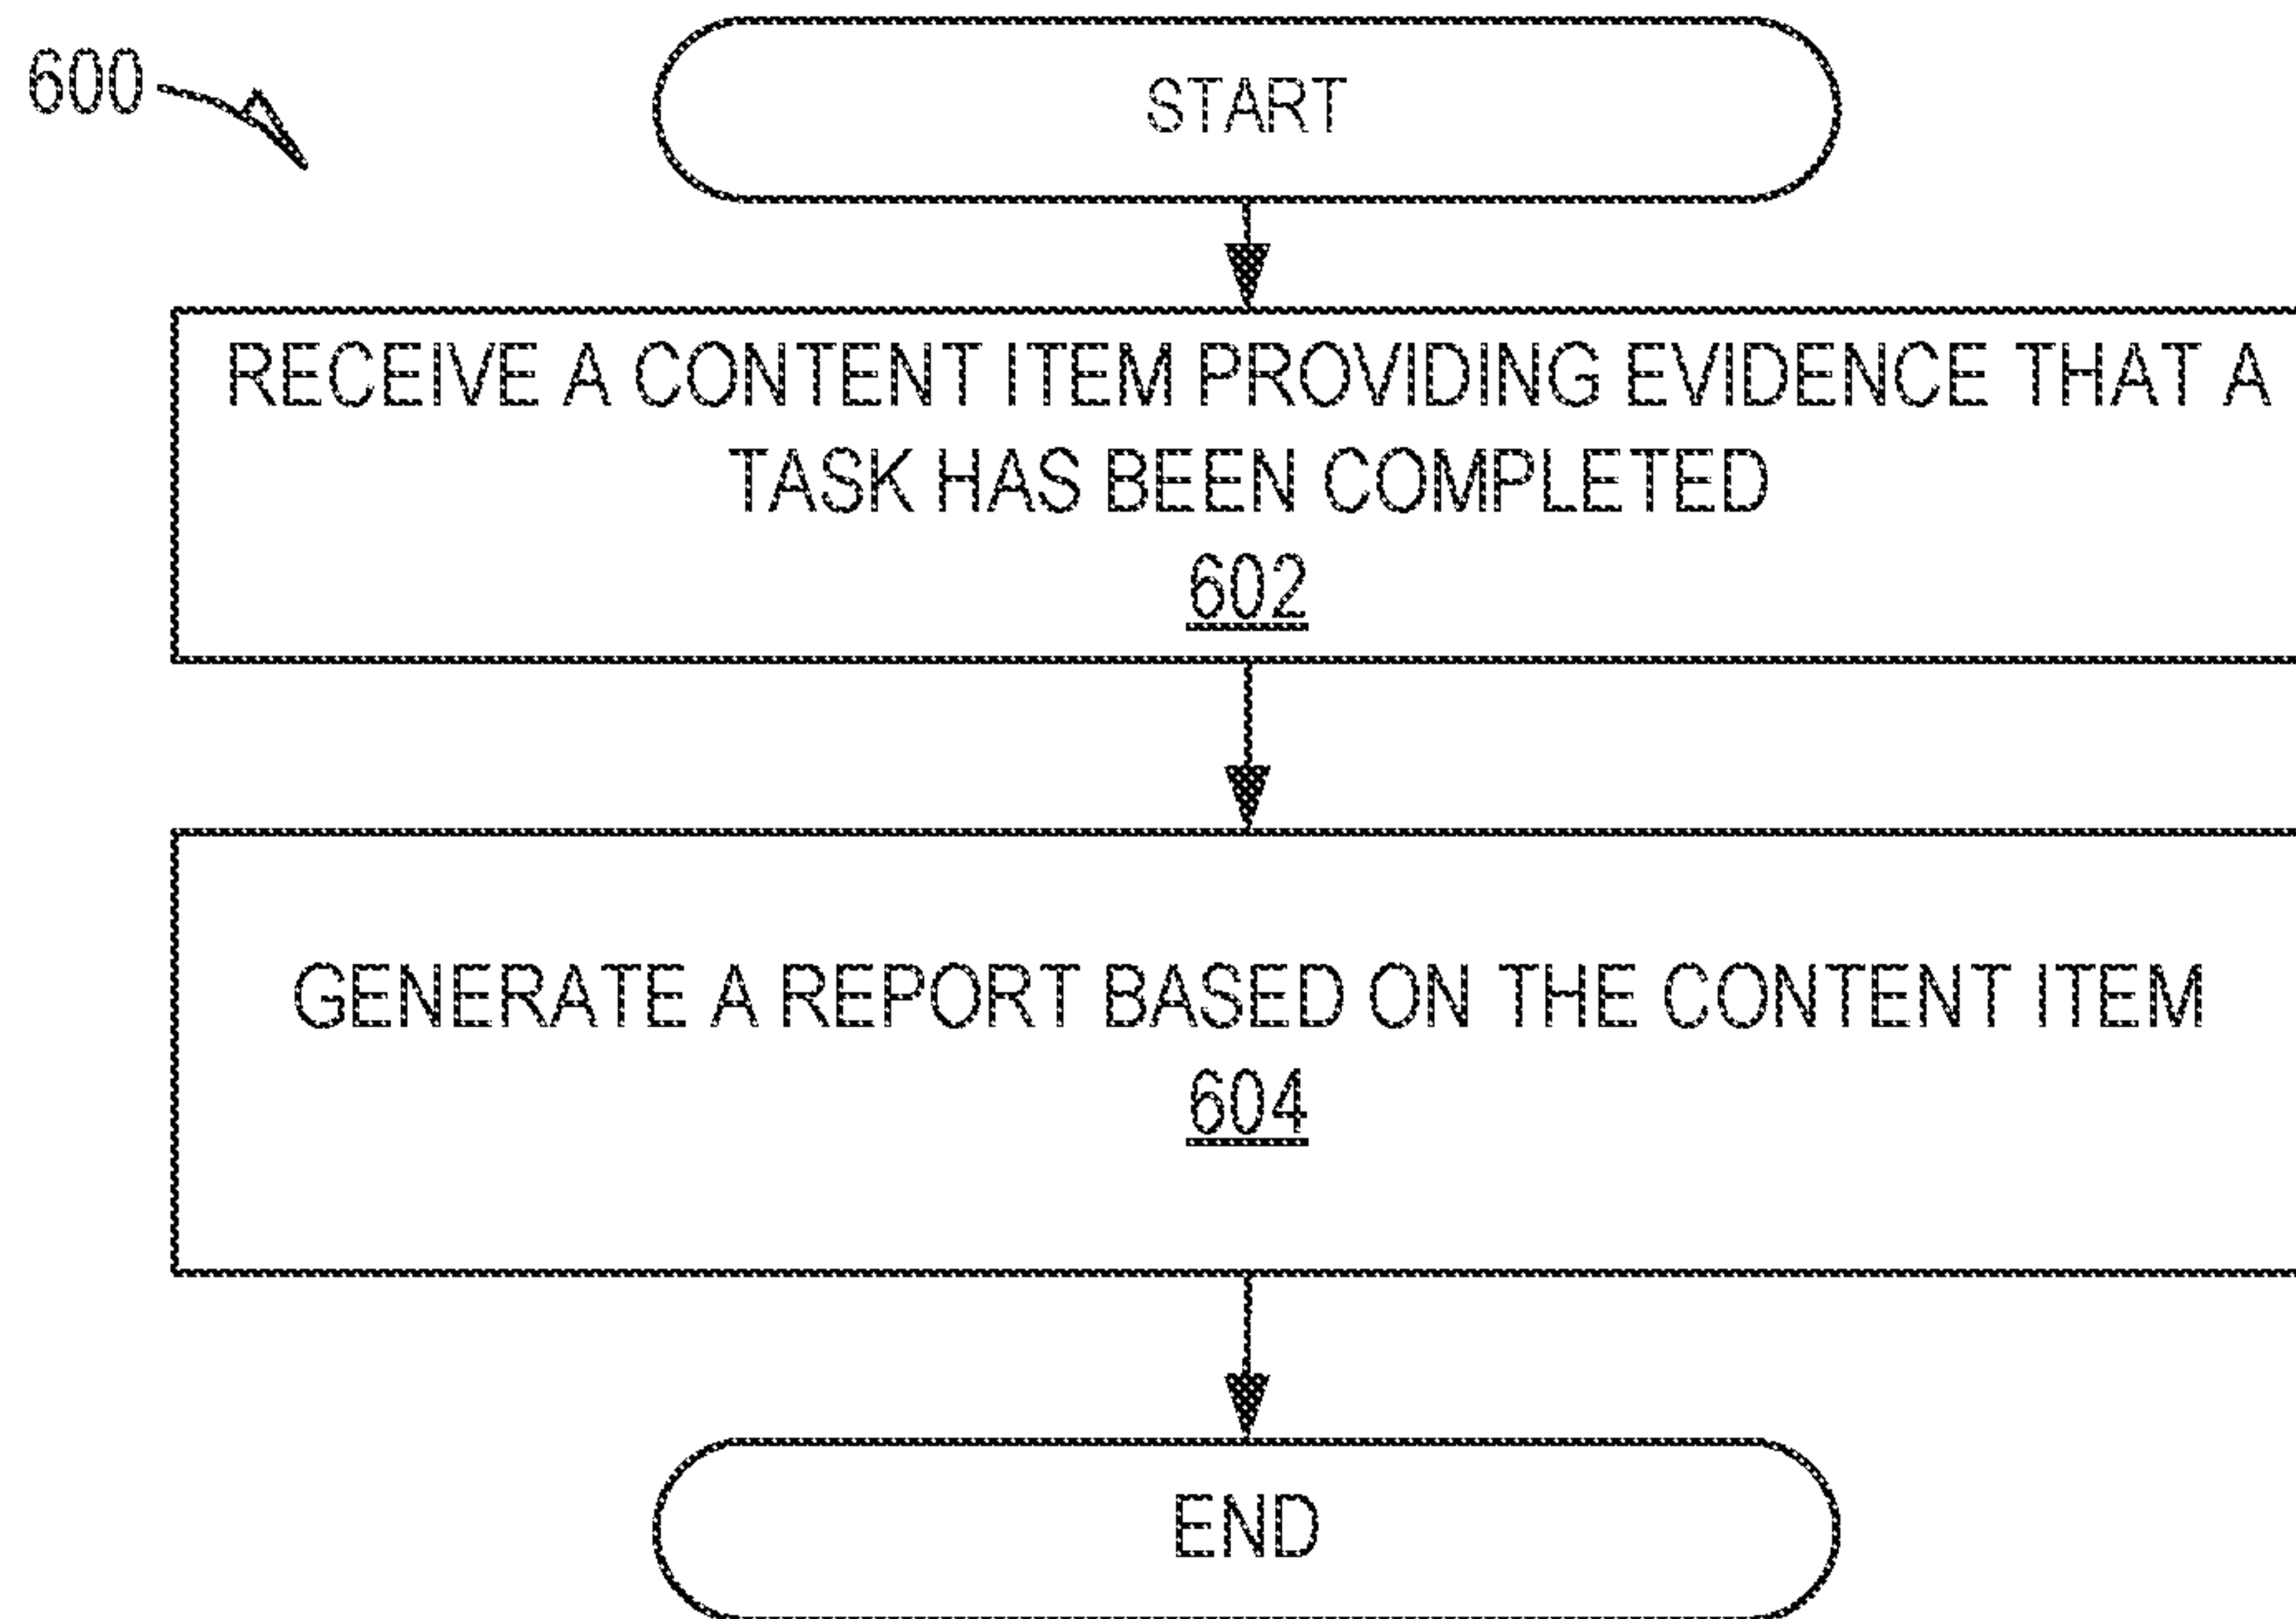 600
START
RECEIVE A CONTENT ITEM PROVIDING EVIDENCE THAT A
TASK HAS BEEN COMPLETED
602
GENERATE A REPORT BASED ON THE CONTENT ITEM
604
END